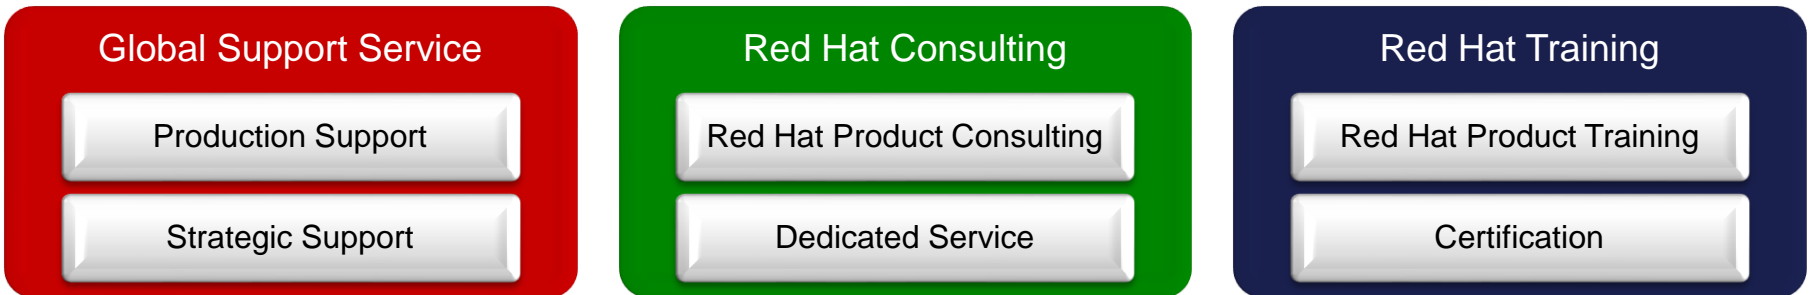 Global Support Service
Production Support
Strategic Support
Red Hat Consulting
Red Hat Product Consulting
Dedicated Service
Red Hat Training
Red Hat Product Training
Certification